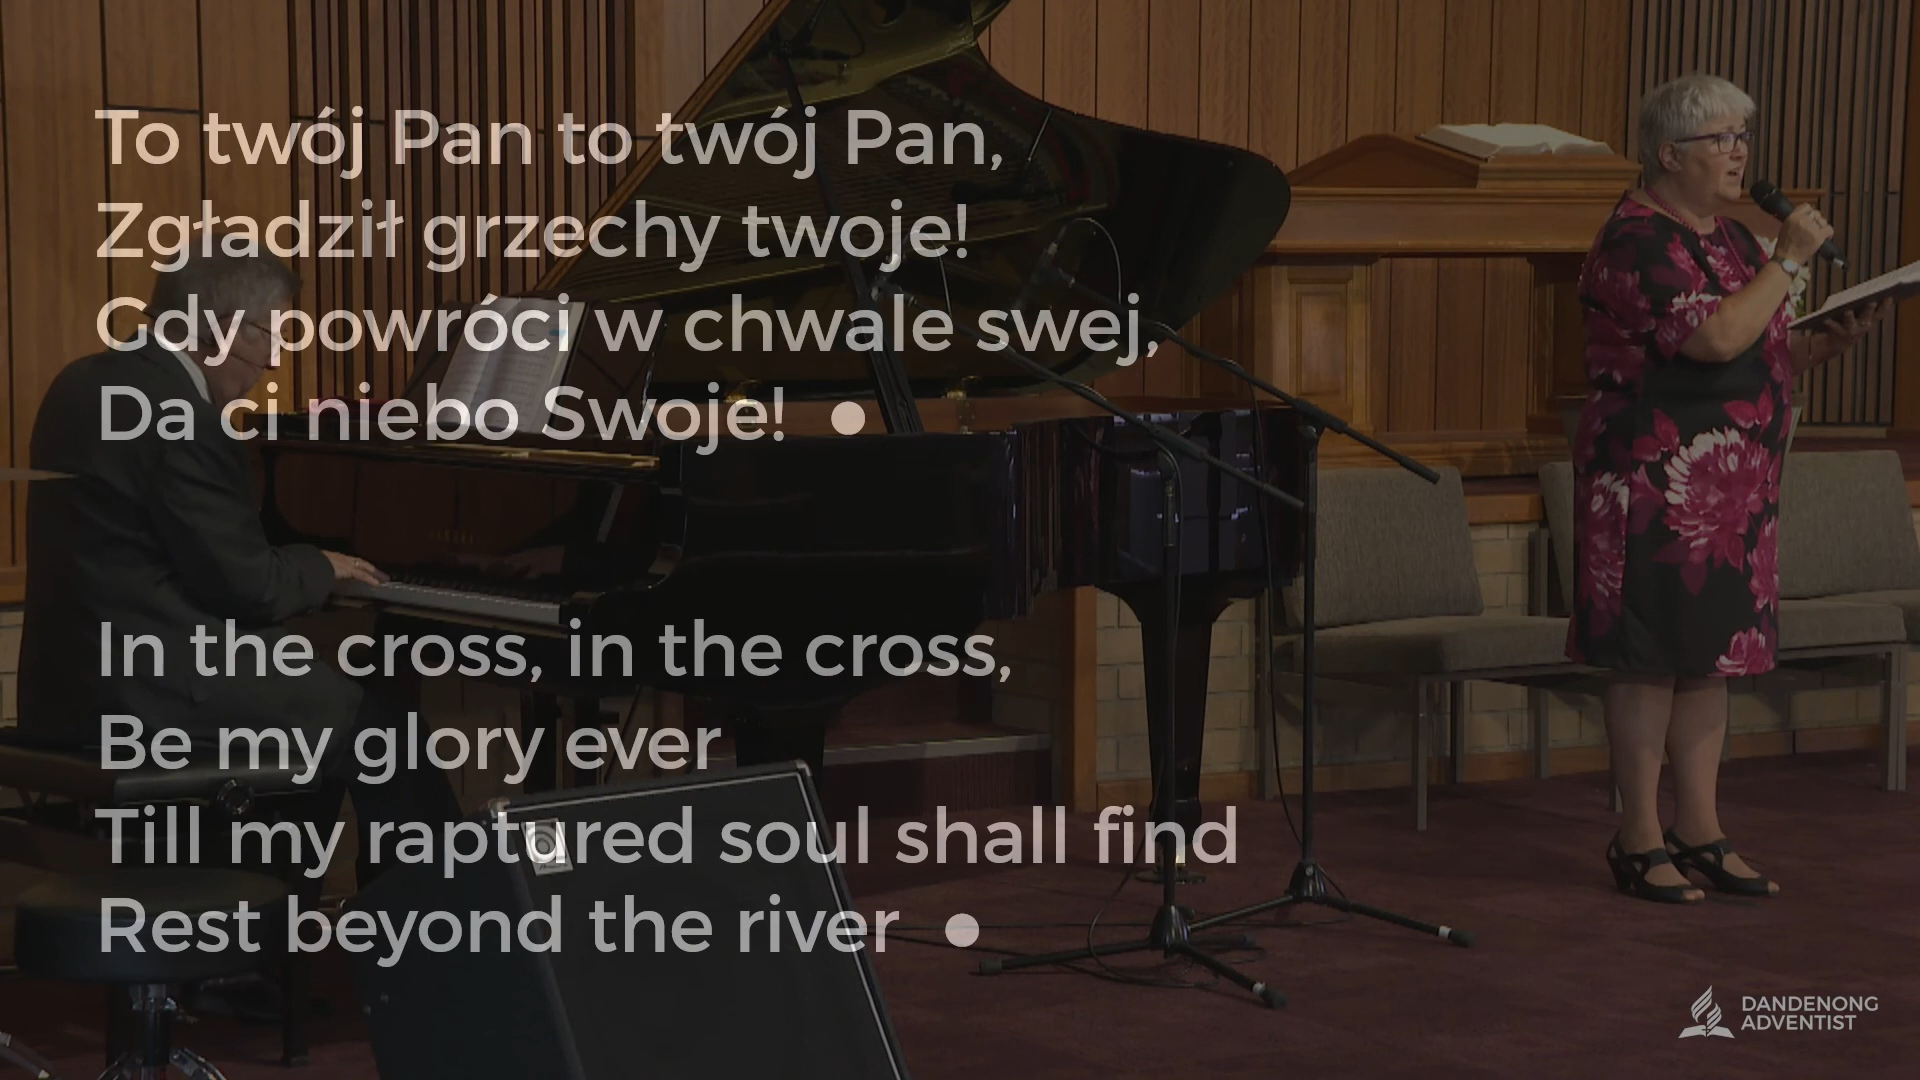 To twój Pan to twój Pan,
Zgładził grzechy twoje!
Gdy powróci w chwale swej,
Da ci niebo Swoje! ●
In the cross, in the cross,
Be my glory ever
Till my raptured soul shall find
Rest beyond the river ●
DANDENONG
ADVENTIST